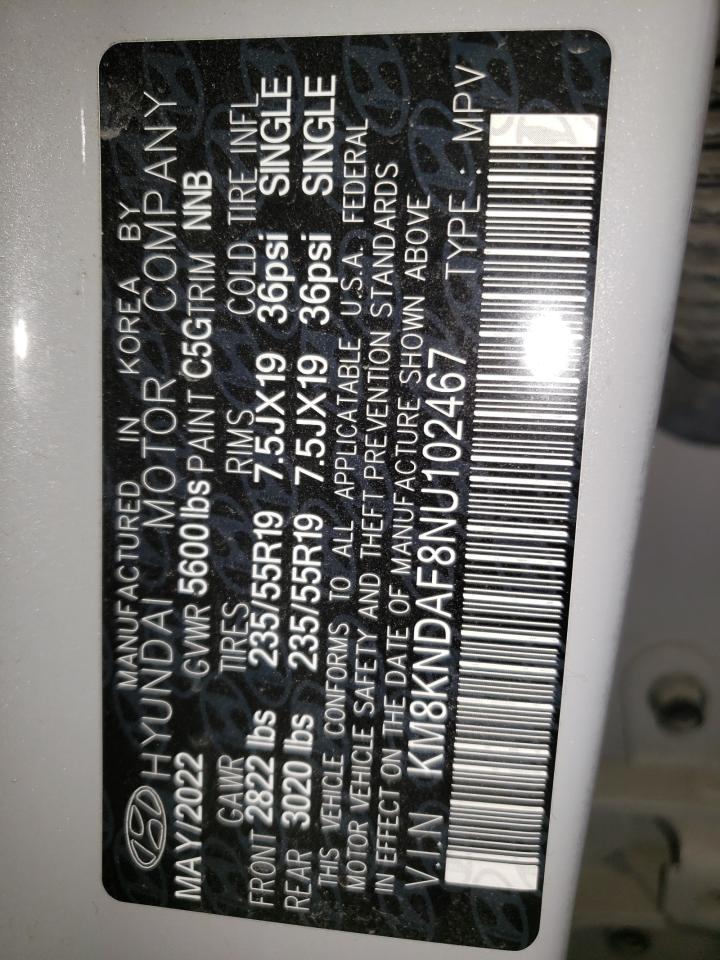 MANUFACTURED IN KOREA BY
HYUNDAI MOTOR COMPANY
MAY/2022 GVWR 5600lbs PAINT C5G TRIM NNB
GAWR TIRES RIMS COLD TIRE INFL
FRONT 2822 lbs 235/55R19 7.5JX19 36psi SINGLE
REAR 3020 lbs 235/55R19 7.5JX19 36psi SINGLE
THIS VEHICLE CONFORMS TO ALL APPLICATABLE U.S.A. FEDERAL
MOTOR VEHICLE SAFETY AND THEFT PREVENTION STANDARDS
IN EFFECT ON THE DATE OF MANUFACTURE SHOWN ABOVE
V.I.N KM8KNDAF8NU102467 TYPE : MPV